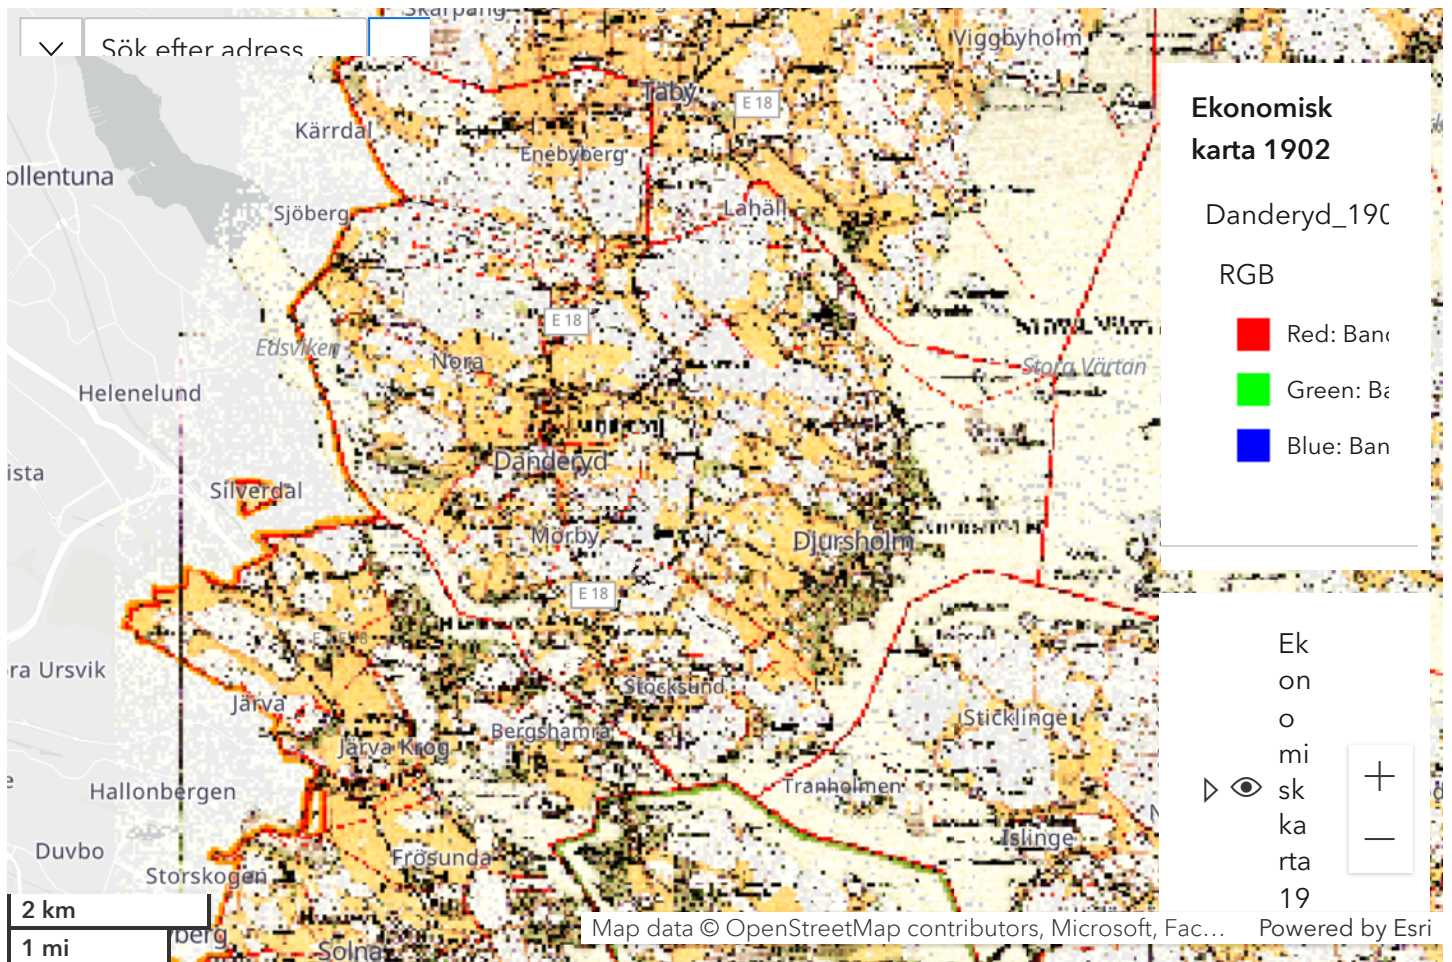 Skarpäng
Sök efter adress
Viggbyholm
Täby
E 18
Ekonomisk
karta 1902
Kärrdal
Enebyberg
ollentuna
Sjöberg
Lahäll
Danderyd_190
RGB
E 18
Red: Banc
Edsviken
Nora
Stora Värtan
Helenelund
Green: Ba
Blue: Ban
Danderyd
ista
Silverdal
Mörby
Djursholm
E 18
ra Ursvik
Järva
Stocksund
Sticklinge
Bergshamra
Järva Krog
Tranholmen
Hallonbergen
Islinge
Duvbo
Frösunda
Storskogen
Ek
on
o
mi
sk
ka
rta
19
2 km
berg
Solna
1 mi
Map data © OpenStreetMap contributors, Microsoft, Fac...
Powered by Esri